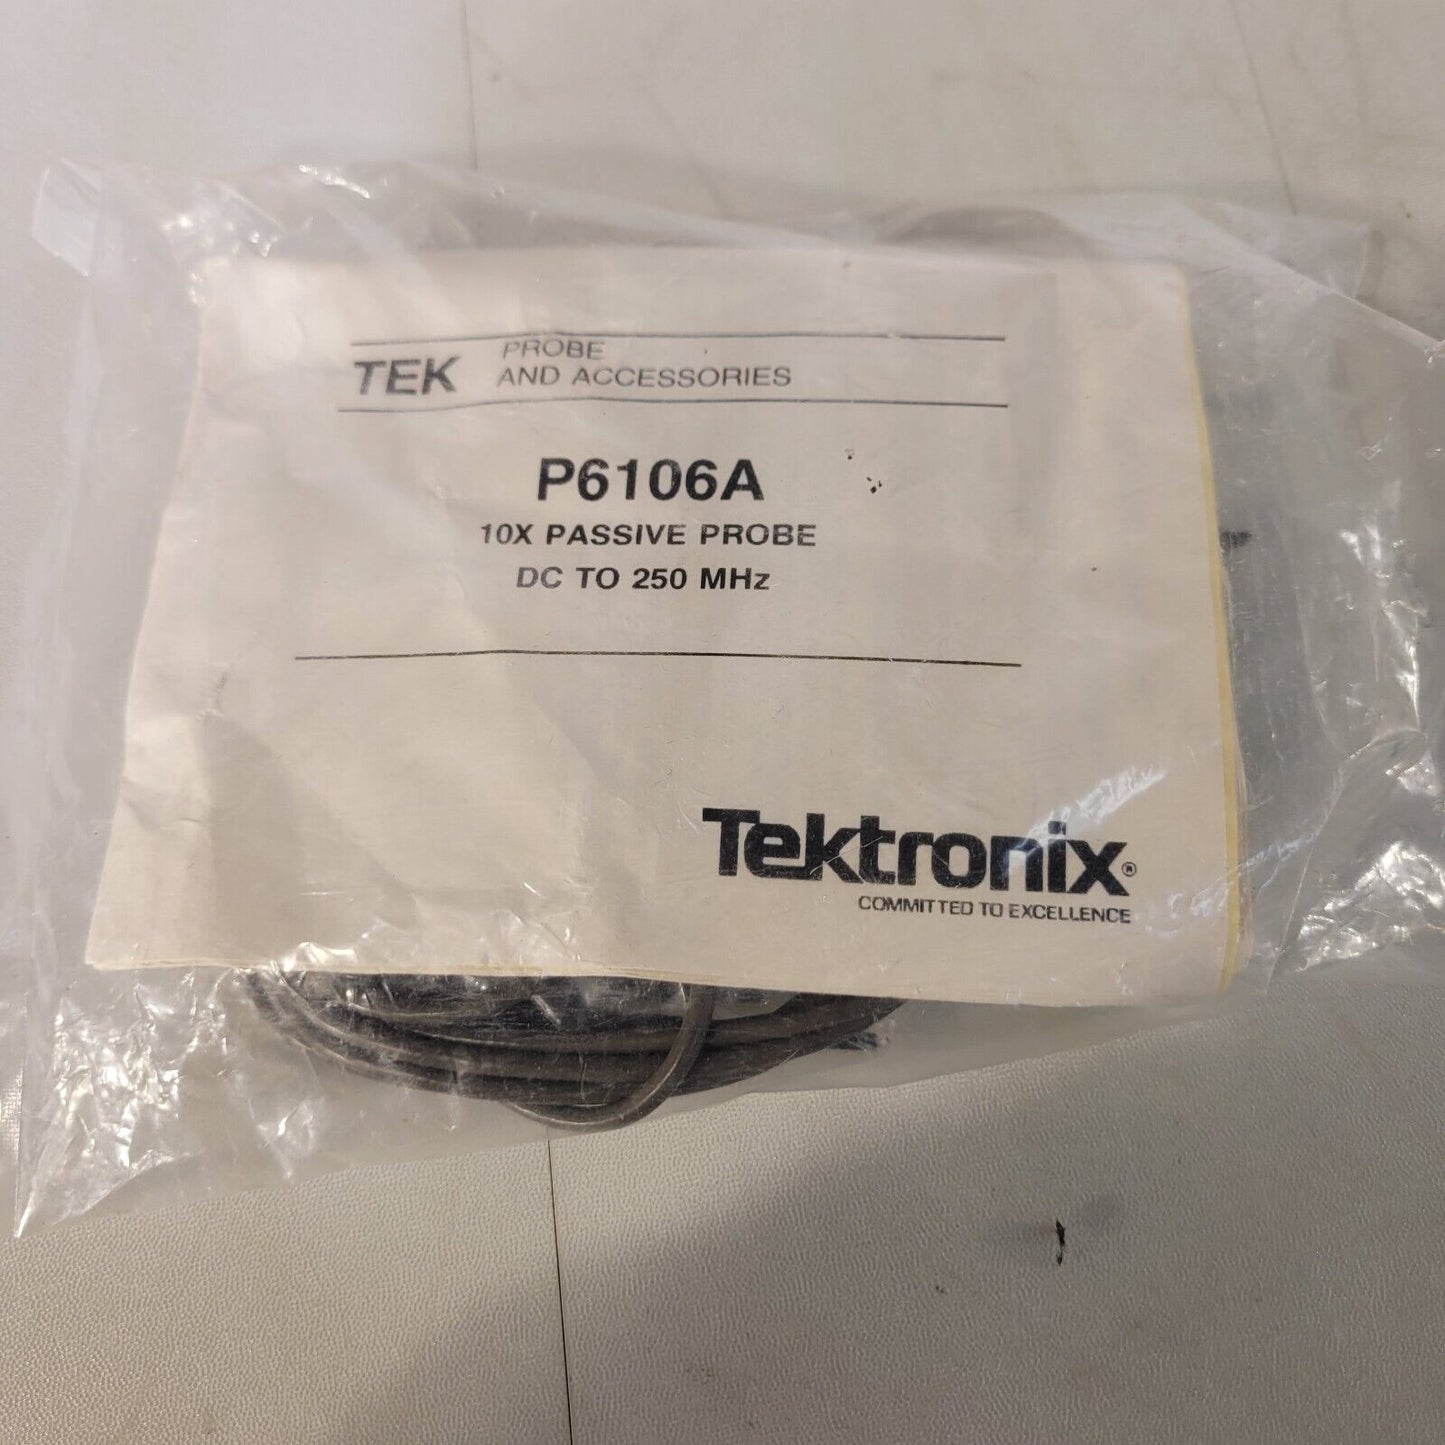 TEK PROBE
AND ACCESSORIES
P6106A
10X PASSIVE PROBE
DC TO 250 MHz
Tektronix®
COMMITTED TO EXCELLENCE